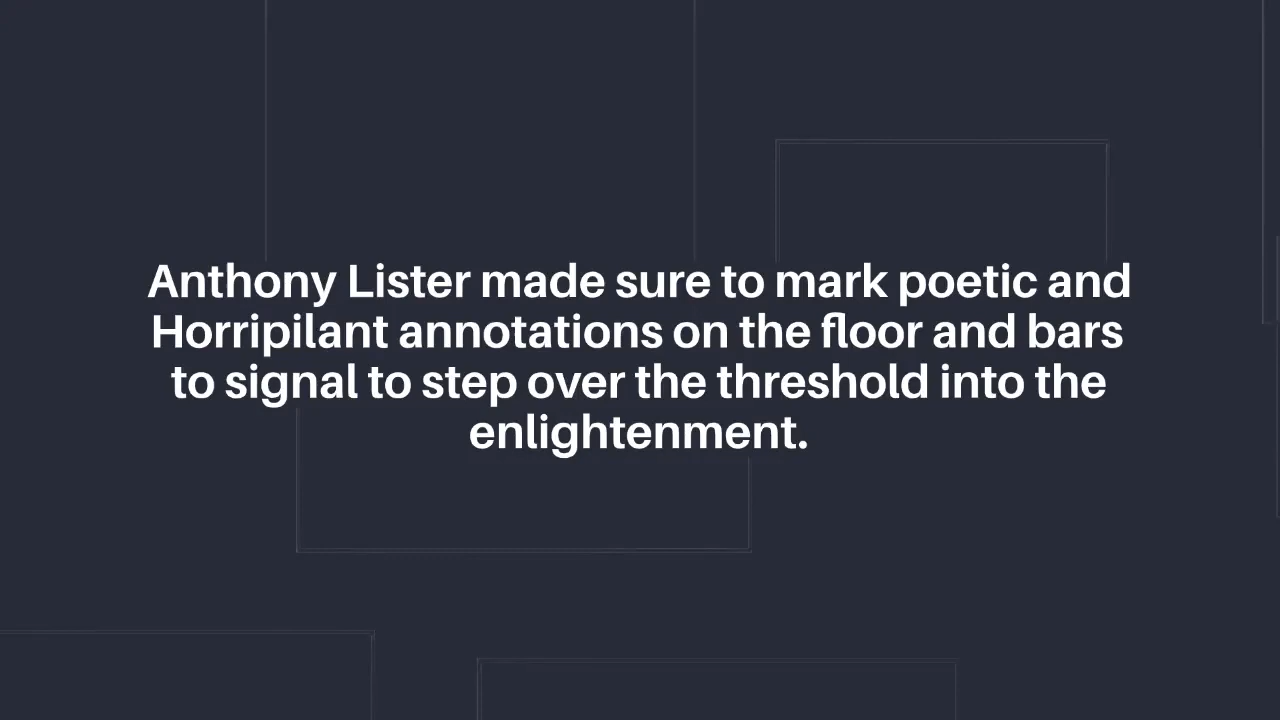 Anthony Lister made sure to mark poetic and
Horripilant annotations on the floor and bars
to signal to step over the threshold into the
enlightenment.